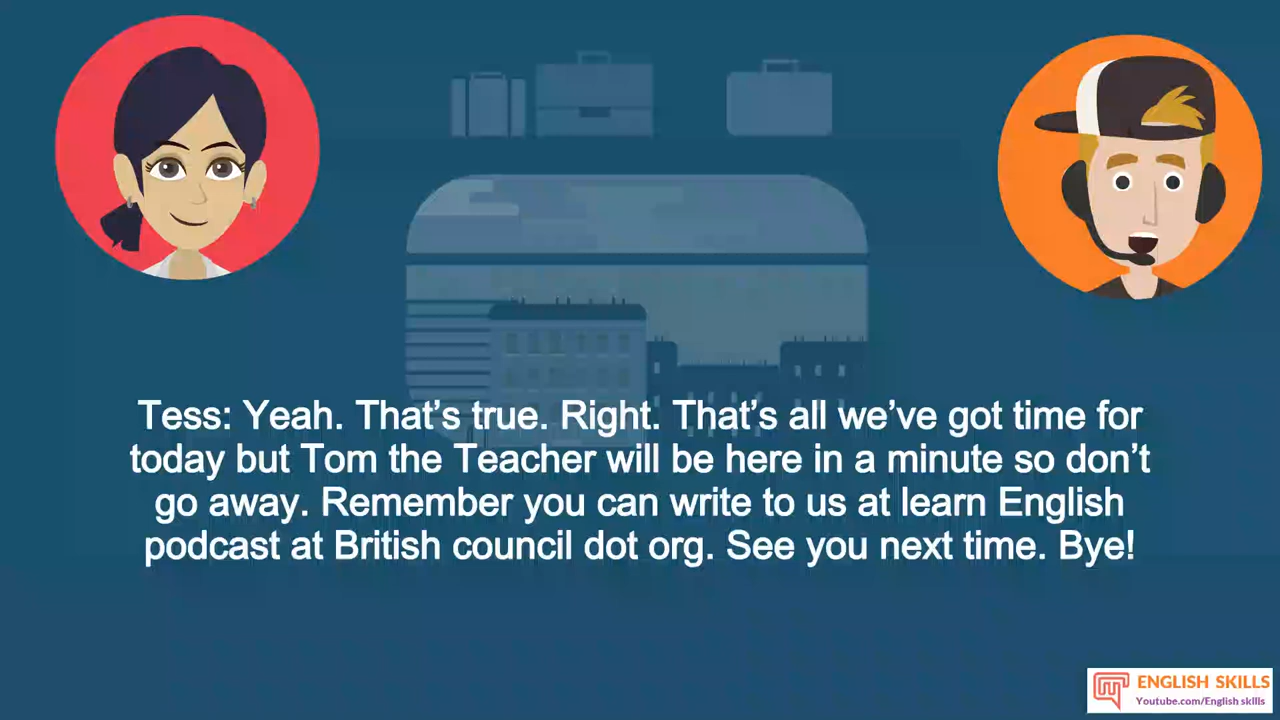 Tess: Yeah. That’s true. Right. That’s all we’ve got time for
today but Tom the Teacher will be here in a minute so don’t
go away. Remember you can write to us at learn English
podcast at British council dot org. See you next time. Bye!
ENGLISH SKILLS
Youtube.com/English skills